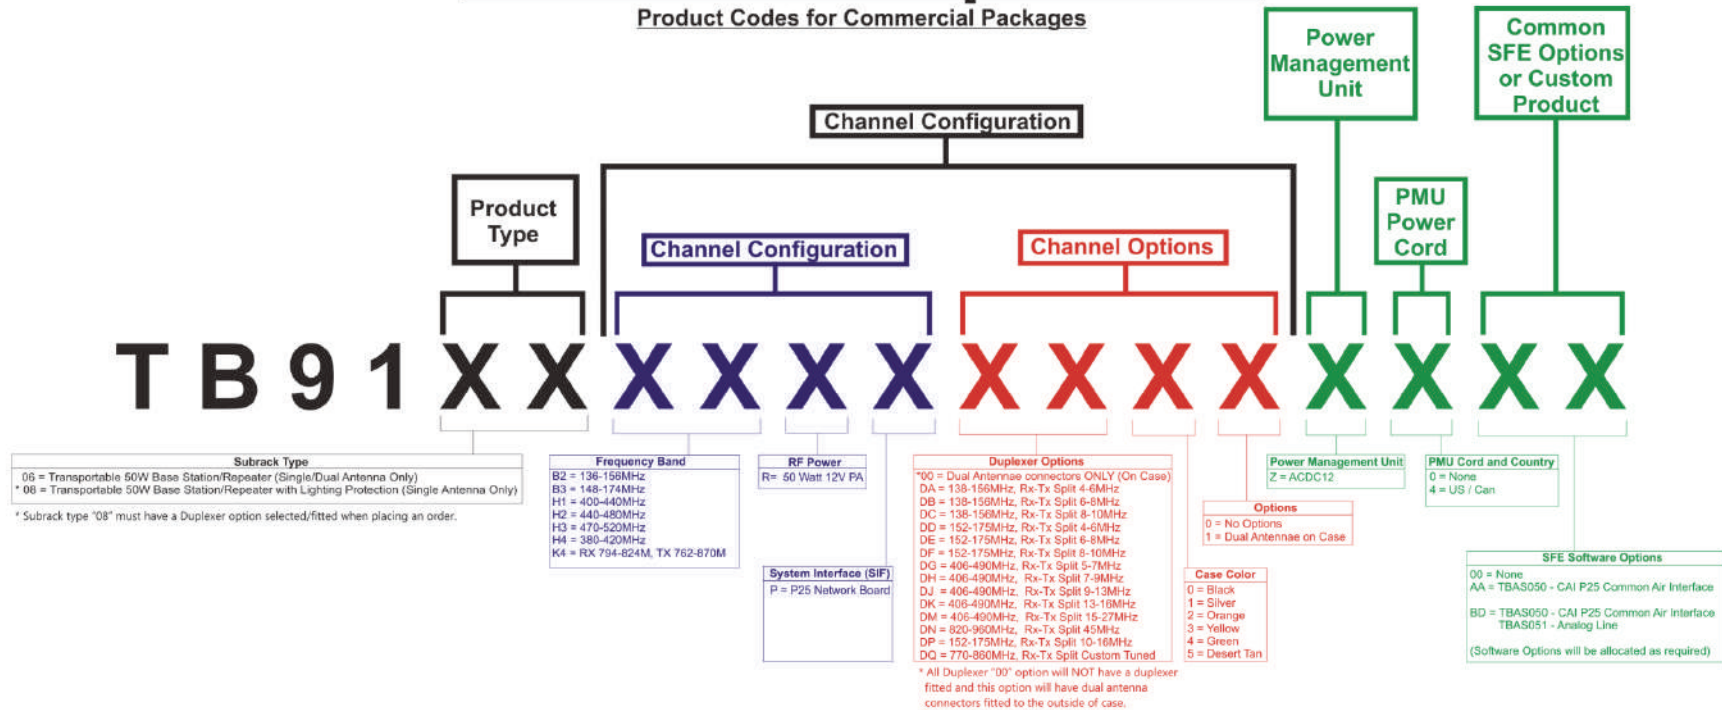 Product Codes for Commercial Packages
Power
Management
Unit
Common
SFE Options
or Custom
Product
Channel Configuration
Product
Type
PMU
Power
Cord
Channel Configuration
Channel Options
T B 9 1 X X X X X X X X X X X X X X
Subrack Type
06 = Transportable 50W Base Station/Repeater (Single/Dual Antenna Only)
* 08 = Transportable 50W Base Station/Repeater with Lighting Protection (Single Antenna Only)
* Subrack type "08" must have a Duplexer option selected/fitted when placing an order.
Frequency Band
B2 = 136-156MHz
B3 = 148-174MHz
H1 = 400-440MHz
H2 = 440-480MHz
H3 = 470-520MHz
H4 = 380-420MHz
K4 = RX 794-824M, TX 762-870M
RF Power
R= 50 Watt 12V PA
System Interface (SIF)
P = P25 Network Board
Duplexer Options
*00 = Dual Antennae connectors ONLY (On Case)
DA = 138-156MHz, Rx-Tx Split 4-6MHz
DB = 138-156MHz, Rx-Tx Split 6-8MHz
DC = 138-156MHz, Rx-Tx Split 8-10MHz
DD = 152-175MHz, Rx-Tx Split 4-6MHz
DE = 152-175MHz, Rx-Tx Split 6-8MHz
DF = 152-175MHz, Rx-Tx Split 8-10MHz
DG = 406-490MHz, Rx-Tx Split 5-7MHz
DH = 406-490MHz, Rx-Tx Split 7-9MHz
DJ = 406-490MHz, Rx-Tx Split 9-13MHz
DK = 406-490MHz, Rx-Tx Split 13-16MHz
DM = 406-490MHz, Rx-Tx Split 15-27MHz
DN = 820-960MHz, Rx-Tx Split 45MHz
DP = 152-175MHz, Rx-Tx Split 10-16MHz
DQ = 770-860MHz, Rx-Tx Split Custom Tuned
* All Duplexer "00" option will NOT have a duplexer
fitted and this option will have dual antenna
connectors fitted to the outside of case.
Case Color
0 = Black
1 = Silver
2 = Orange
3 = Yellow
4 = Green
5 = Desert Tan
Options
0 = No Options
1 = Dual Antennae on Case
Power Management Unit
Z = ACDC12
PMU Cord and Country
0 = None
4 = US / Can
SFE Software Options
00 = None
AA = TBAS050 - CAI P25 Common Air Interface
BD = TBAS050 - CAI P25 Common Air Interface
TBAS051 - Analog Line
(Software Options will be allocated as required)